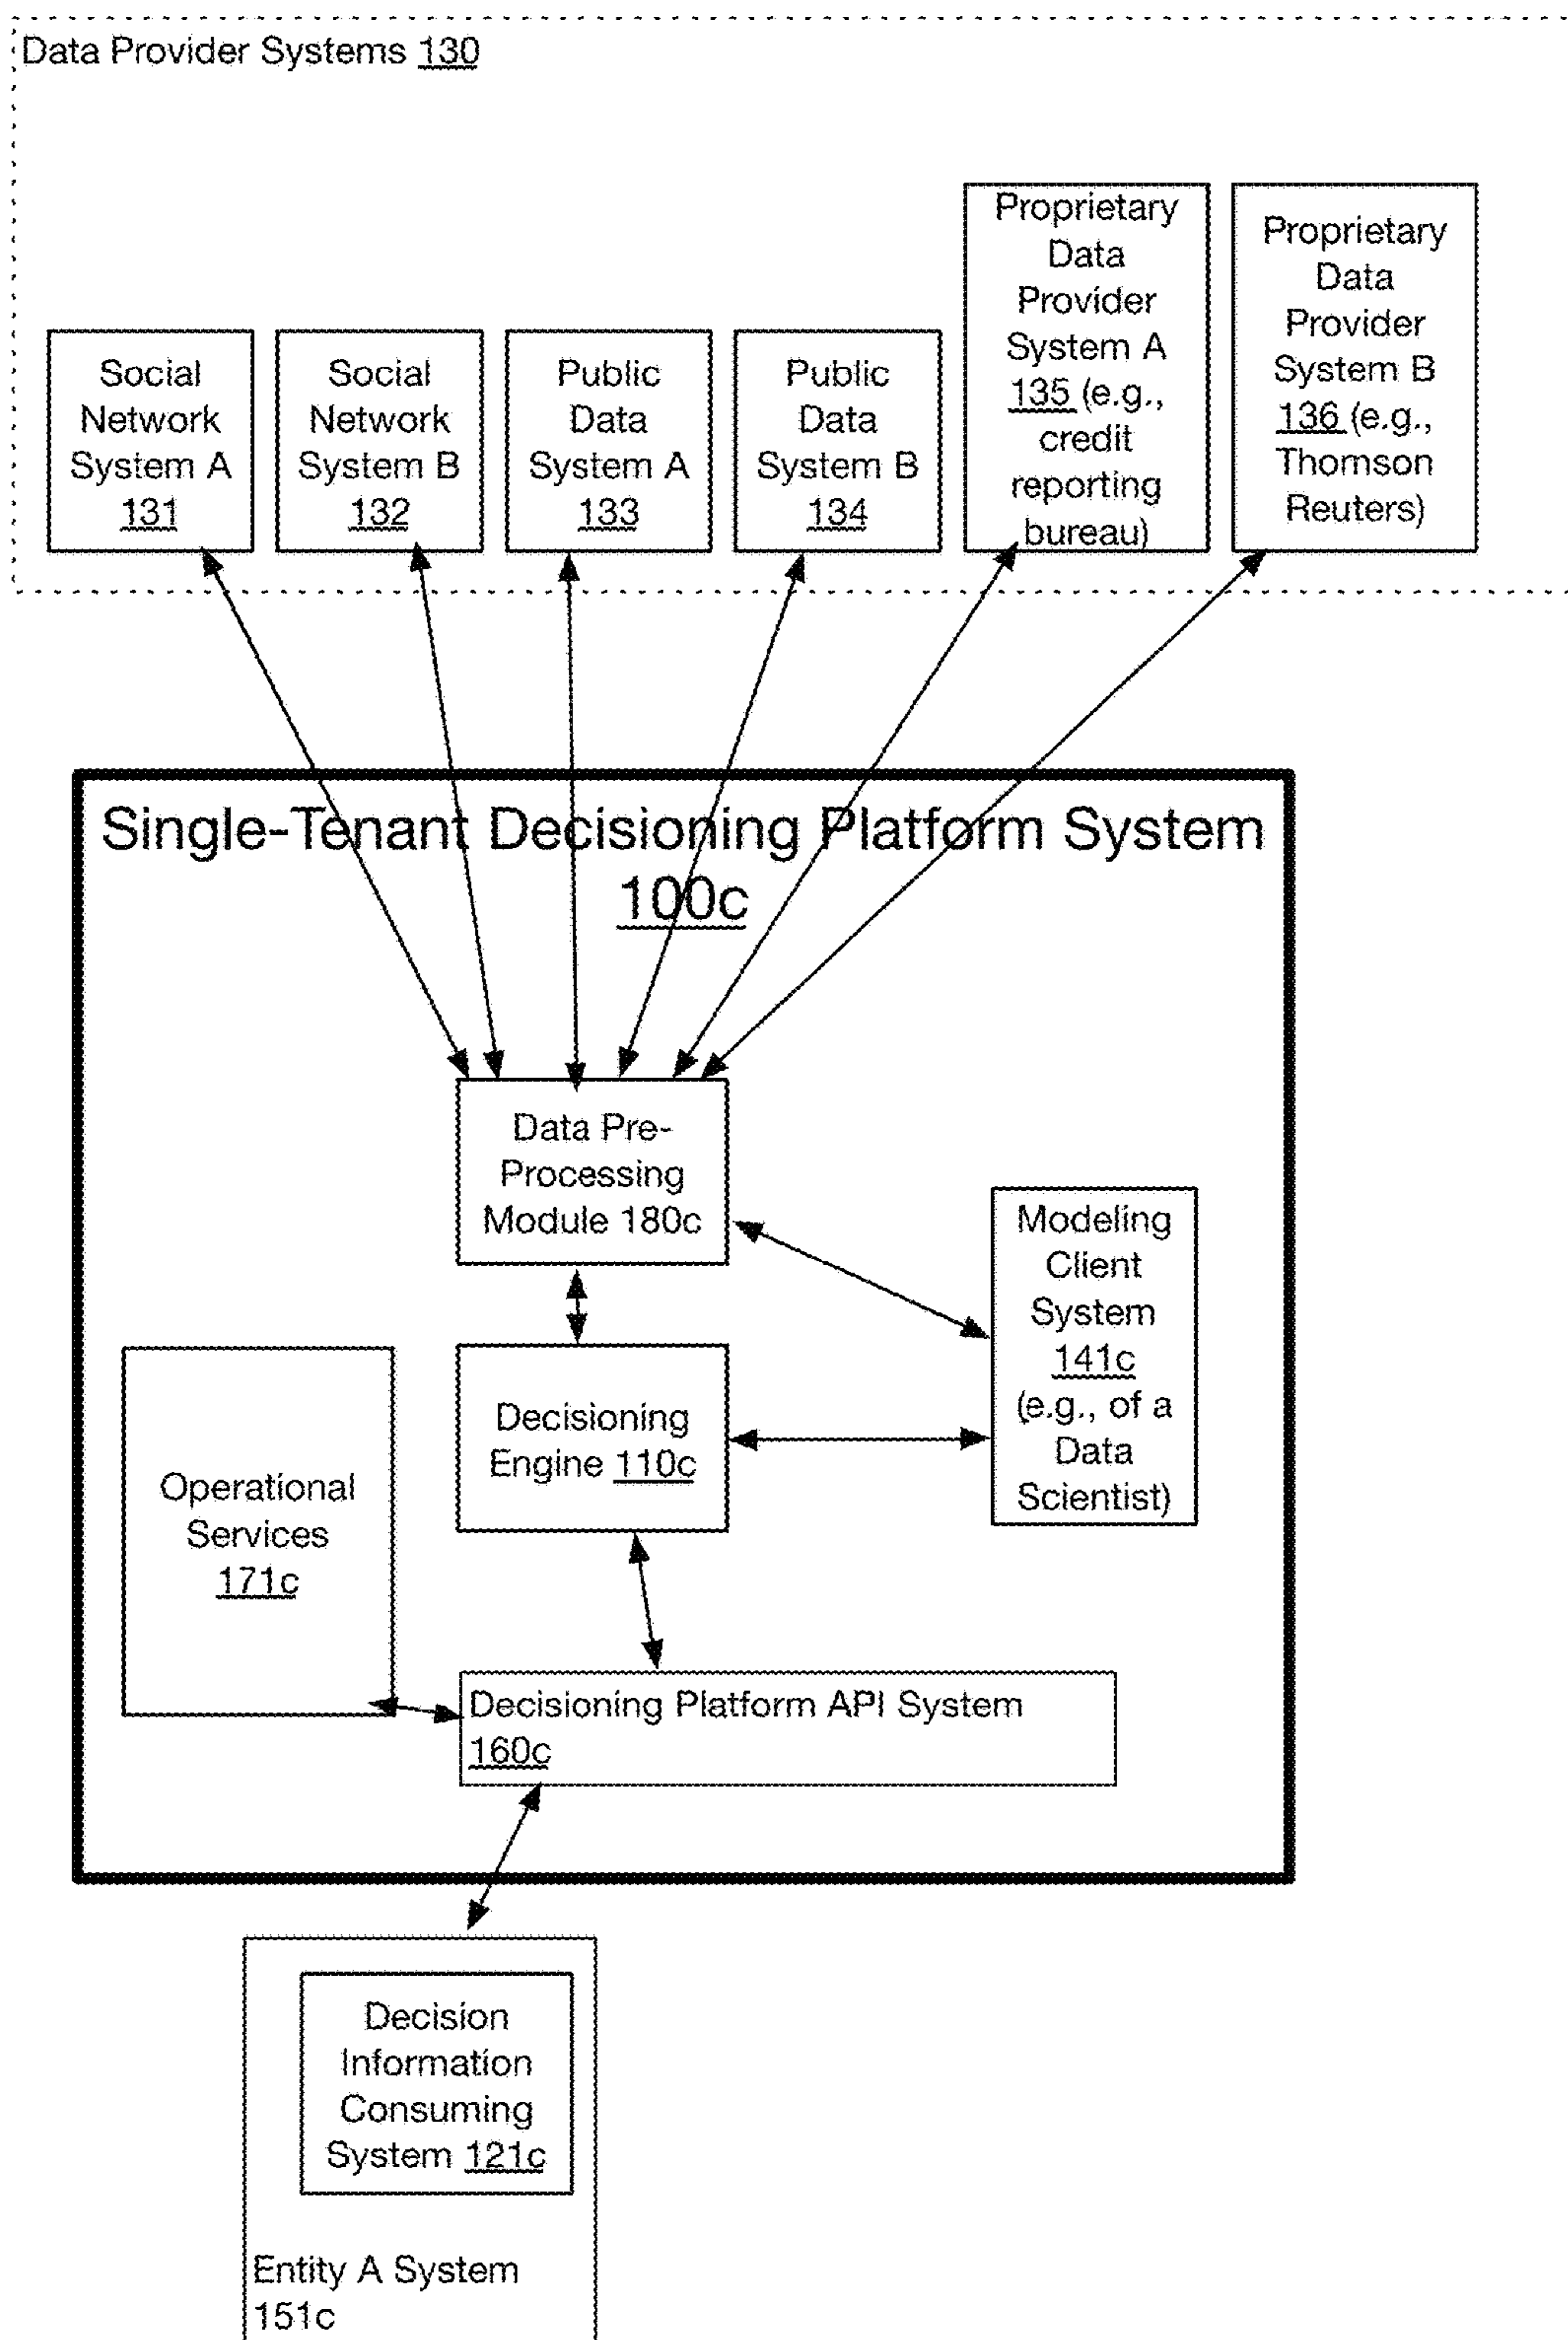 Data Provider Systems 130
Social
Network
System A
131
Social
Network
System B
132
Public
Data
System A
133
Public
Data
System B
134
Proprietary
Data
Provider
System A
135 (e.g.,
credit
reporting
bureau)
Proprietary
Data
Provider
System B
136 (e.g.,
Thomson
Reuters)
Single-Tenant Decisioning Platform System
100c
Data Pre-
Processing
Module 180c
Modeling
Client
System
141c
(e.g., of a
Data
Scientist)
Decisioning
Engine 110c
Operational
Services
171c
Decisioning Platform API System
160c
Decision
Information
Consuming
System 121c
Entity A System
151c